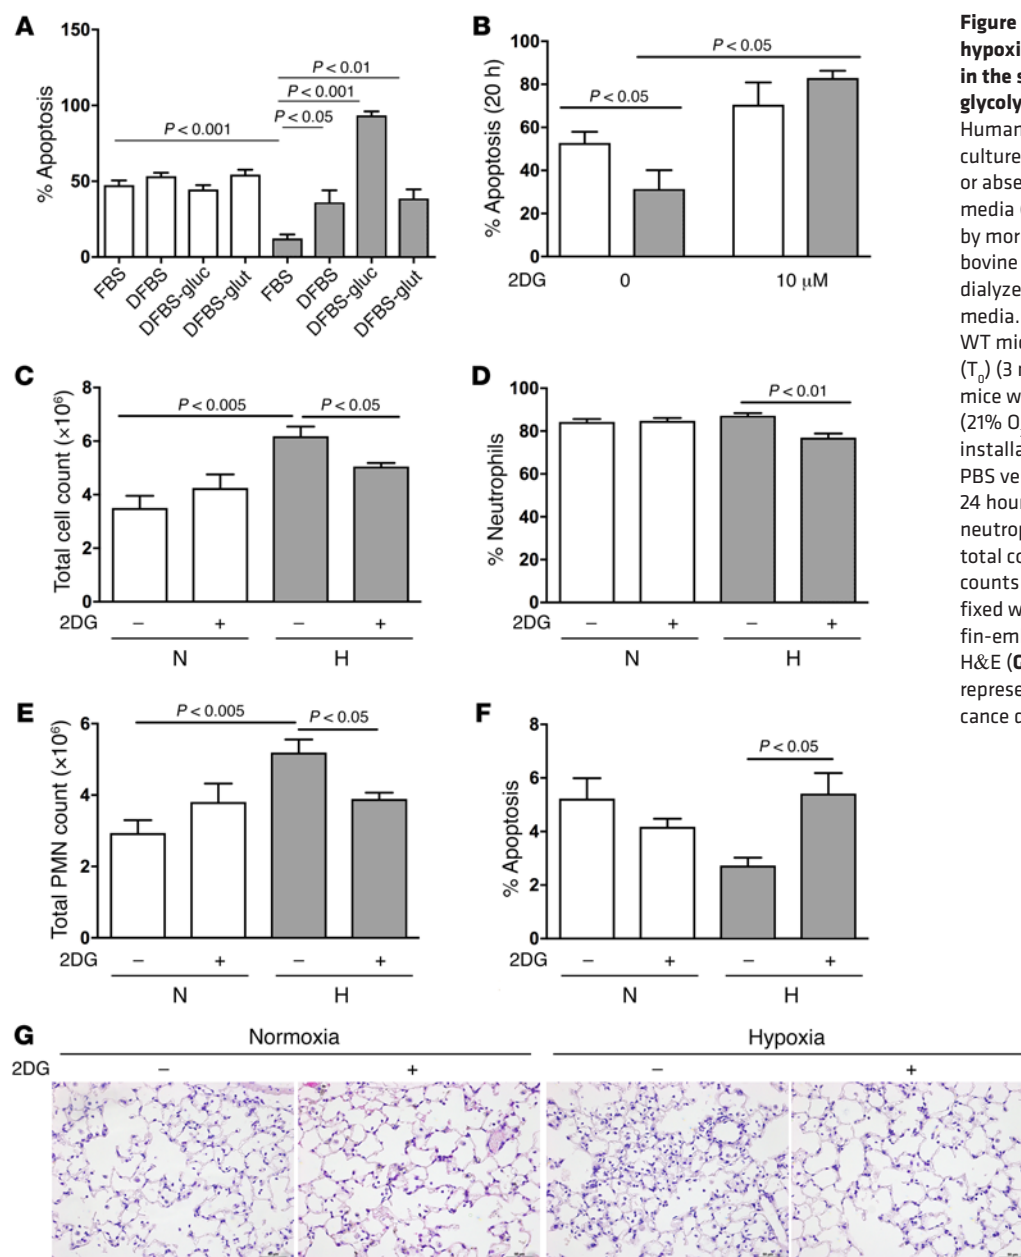 A
150
100
50
0
% Apoptosis
P < 0.01
P < 0.001
P < 0.05
P < 0.001
FBS
DFBS
DFBS-gluc
DFBS-glut
FBS
DFBS
DFBS-gluc
DFBS-glut
B
100
80
60
40
20
0
% Apoptosis (20 h)
P < 0.05
P < 0.05
2DG 0 10 µM
C
8
6
4
2
0
Total cell count (×10⁶)
P < 0.005 P < 0.05
2DG – + – +
N H
D
100
80
60
40
20
0
% Neutrophils
P < 0.01
2DG – + – +
N H
E
6
4
2
0
Total PMN count (×10⁶)
P < 0.005 P < 0.05
2DG – + – +
N H
F
8
6
4
2
0
% Apoptosis
P < 0.05
2DG – + – +
N H
G
Normoxia Hypoxia
2DG – + – +
Figure
hypoxi
in the s
glycoly
Human
culture
or abse
media (
by mor
bovine
dialyze
media.
WT mic
(T₀) (3 r
mice w
(21% O
installa
PBS ve
24 hour
neutrop
total co
counts
fixed w
fin-em
H&E (
represe
cance o